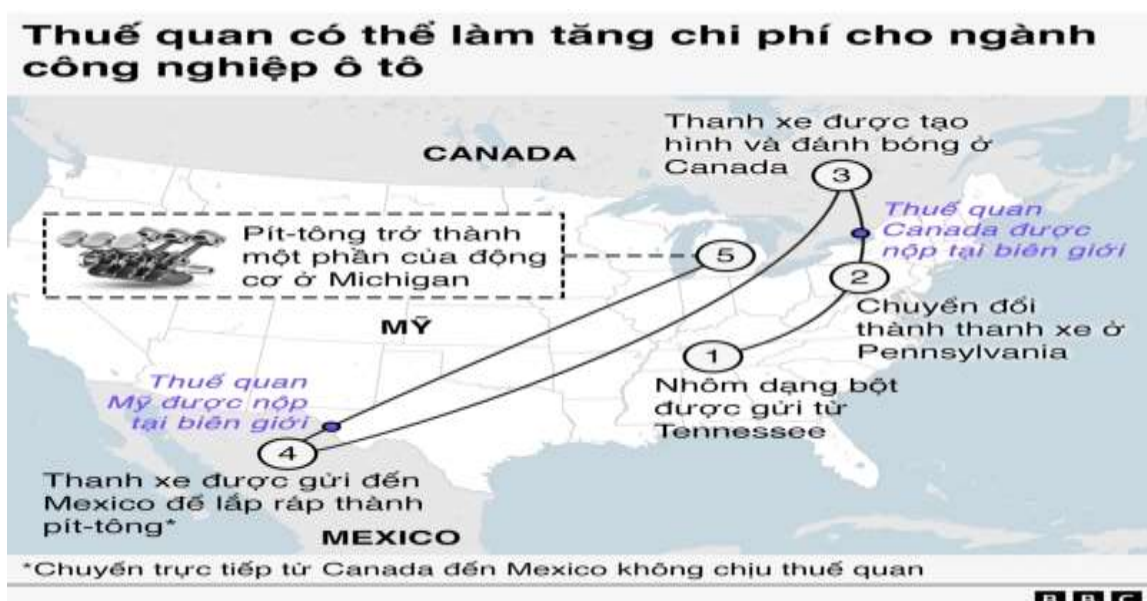 Thuế quan có thể làm tăng chi phí cho ngành
công nghiệp ô tô
CANADA
Thanh xe được tạo
hình và đánh bóng ở
Canada
3
Thuế quan
Canada được
nộp tại biên giới
Pít-tông trở thành
một phần của động
cơ ở Michigan
5
2
Chuyển đổi
thành thanh xe ở
Pennsylvania
MỸ
1
Nhôm dạng bột
được gửi từ
Tennessee
Thuế quan
Mỹ được nộp
tại biên giới
4
Thanh xe được gửi đến
Mexico để lắp ráp thành
pít-tông*
MEXICO
*Chuyển trực tiếp từ Canada đến Mexico không chịu thuế quan
BBC